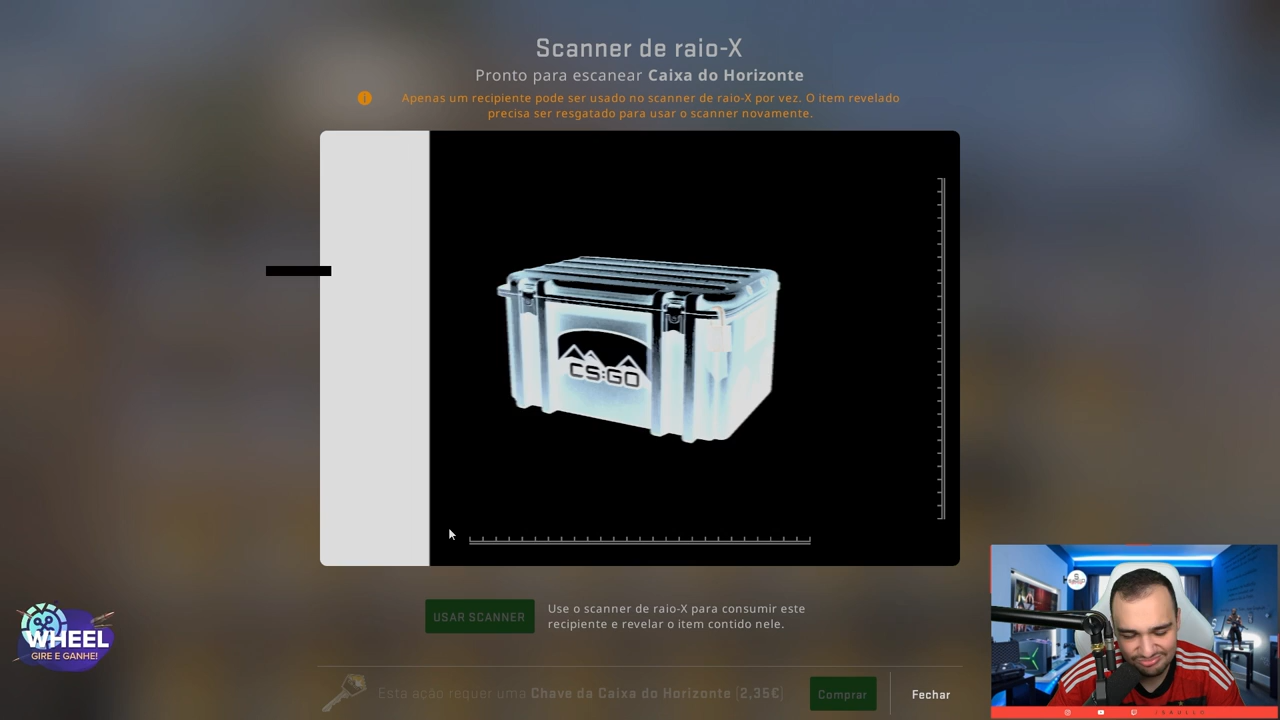 Scanner de raio-X
Pronto para escanear Caixa do Horizonte
Apenas um recipiente pode ser usado no scanner de raio-X por vez. O item revelado
precisa ser resgatado para usar o scanner novamente.
CS:GO
USAR SCANNER
Use o scanner de raio-X para consumir este
recipiente e revelar o item contido nele.
WHEEL
GIRE E GANHE!
Esta ação requer uma Chave da Caixa do Horizonte (2,35€)
Comprar
Fechar